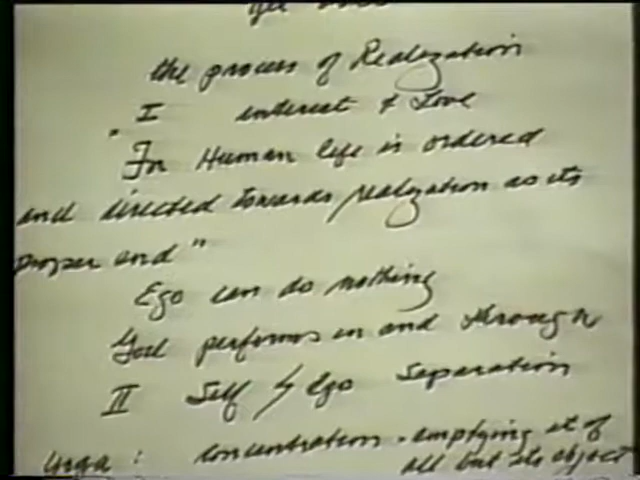 the process of Realization
I interest & Love
"For Human life is ordered
and directed towards realization as its
proper end"
Ego can do nothing
God performs in and through
II Self / Ego Separation
Yoga : concentration - emptying it of
all but its object